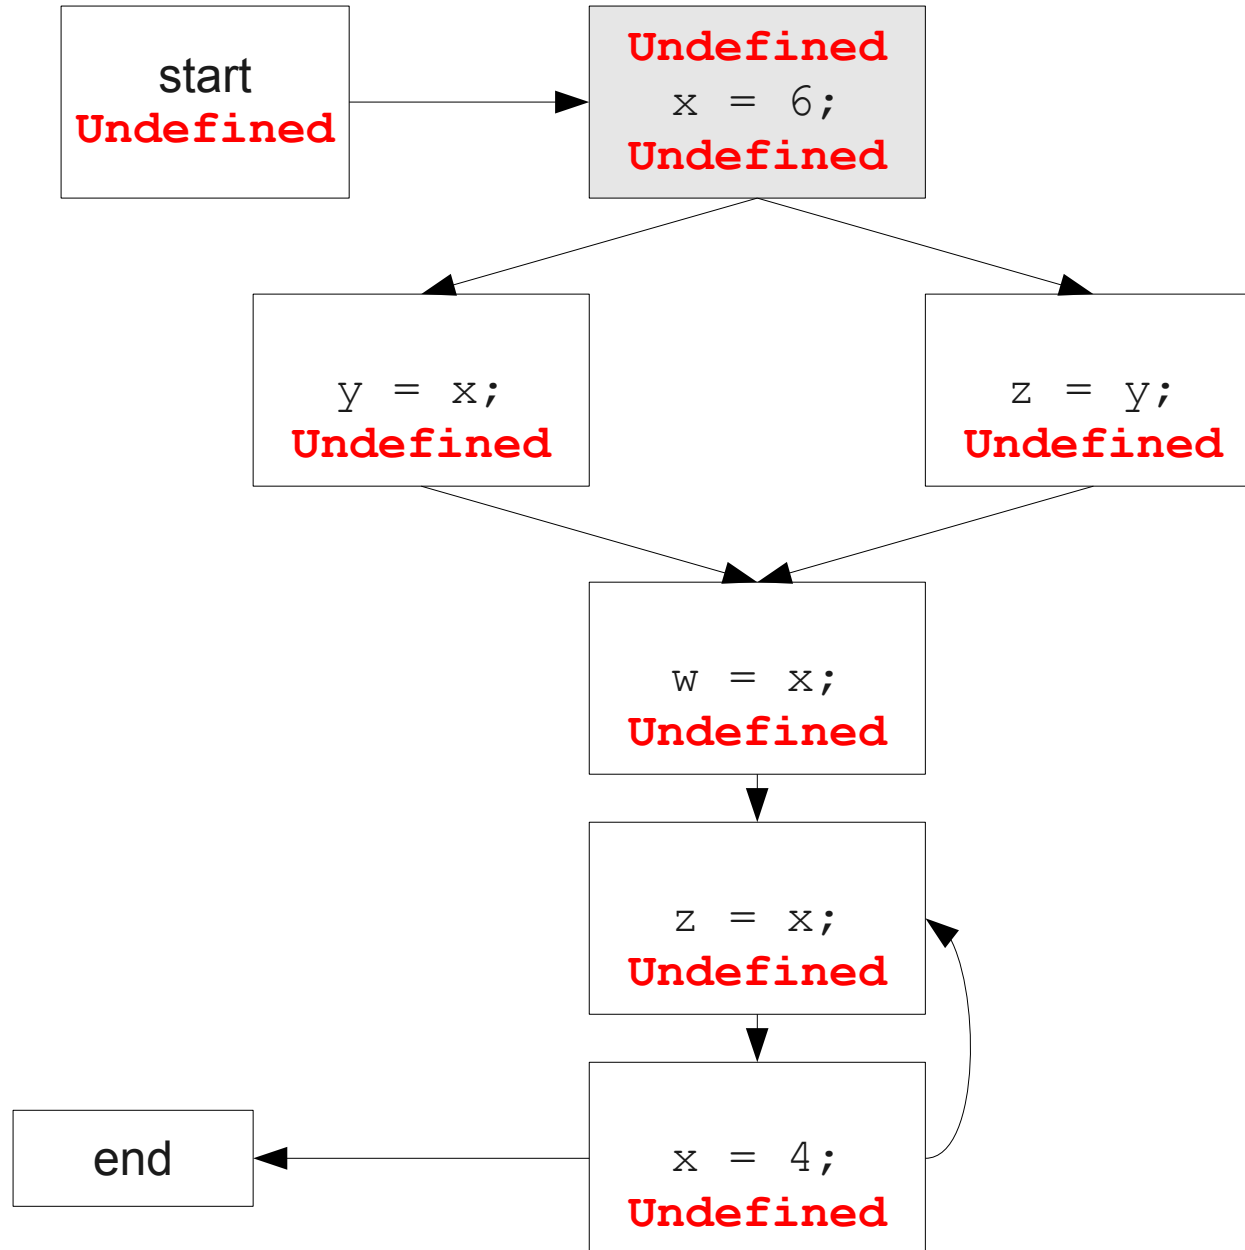 start
Undefined
Undefined
x = 6;
Undefined
y = x;
Undefined
z = y;
Undefined
w = x;
Undefined
z = x;
Undefined
end
x = 4;
Undefined